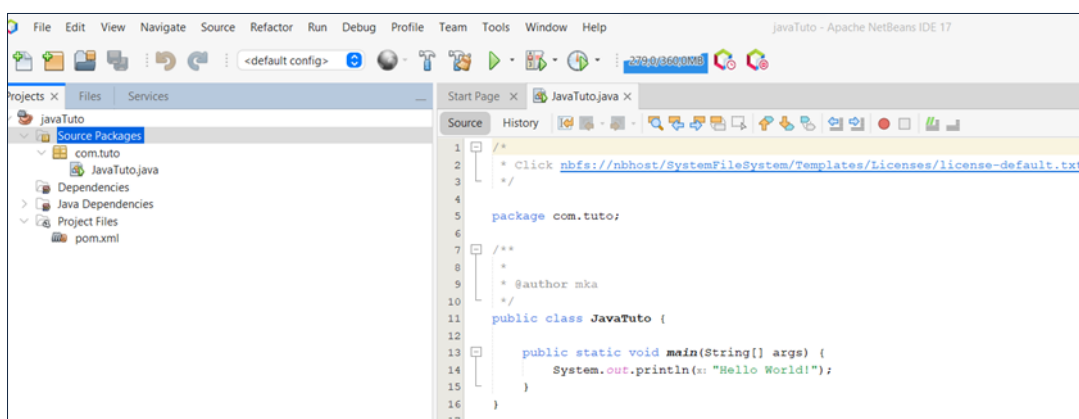 File Edit View Navigate Source Refactor Run Debug Profile Team Tools Window Help javaTuto - Apache NetBeans IDE 17
<default config> 279,0/360,0MB
Projects Files Services
Start Page JavaTuto.java
javaTuto
Source Packages
com.tuto
JavaTuto.java
Dependencies
Java Dependencies
Project Files
pom.xml
Source History
1 /*
2 * Click nbfs://nbhost/SystemFileSystem/Templates/Licenses/license-default.txt
3 */
4
5 package com.tuto;
6
7 /**
8 *
9 * @author mka
10 */
11 public class JavaTuto {
12
13 public static void main(String[] args) {
14 System.out.println(x: "Hello World!");
15 }
16 }